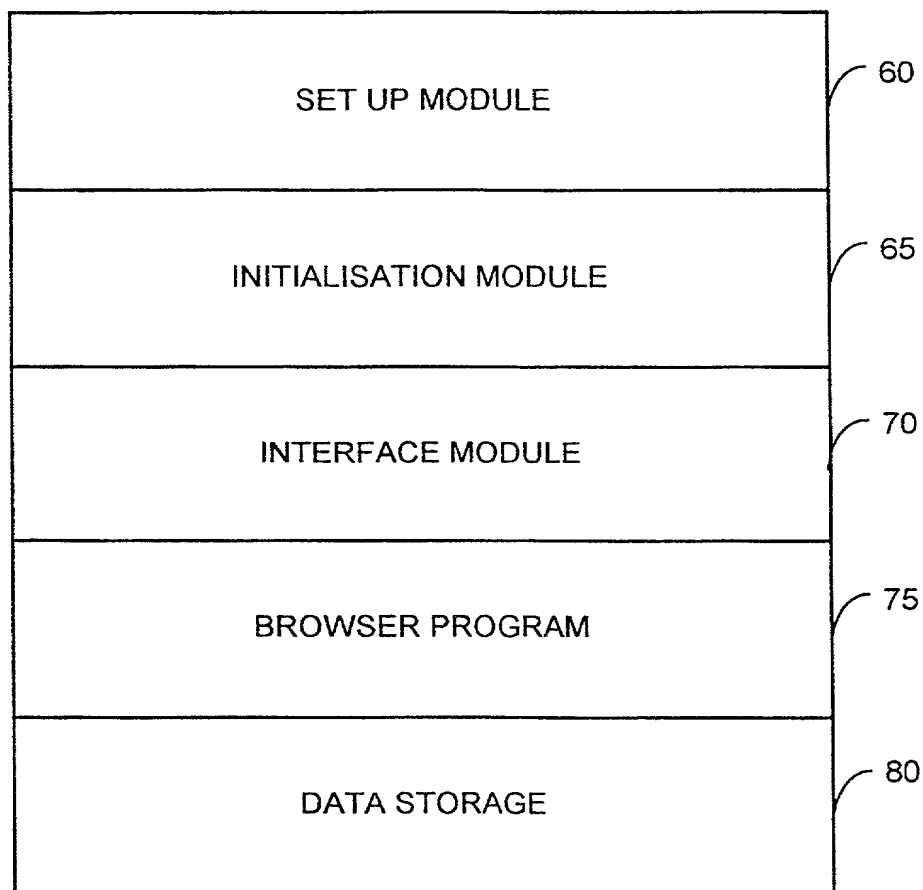 SET UP MODULE
60
INITIALISATION MODULE
65
INTERFACE MODULE
70
BROWSER PROGRAM
75
DATA STORAGE
80